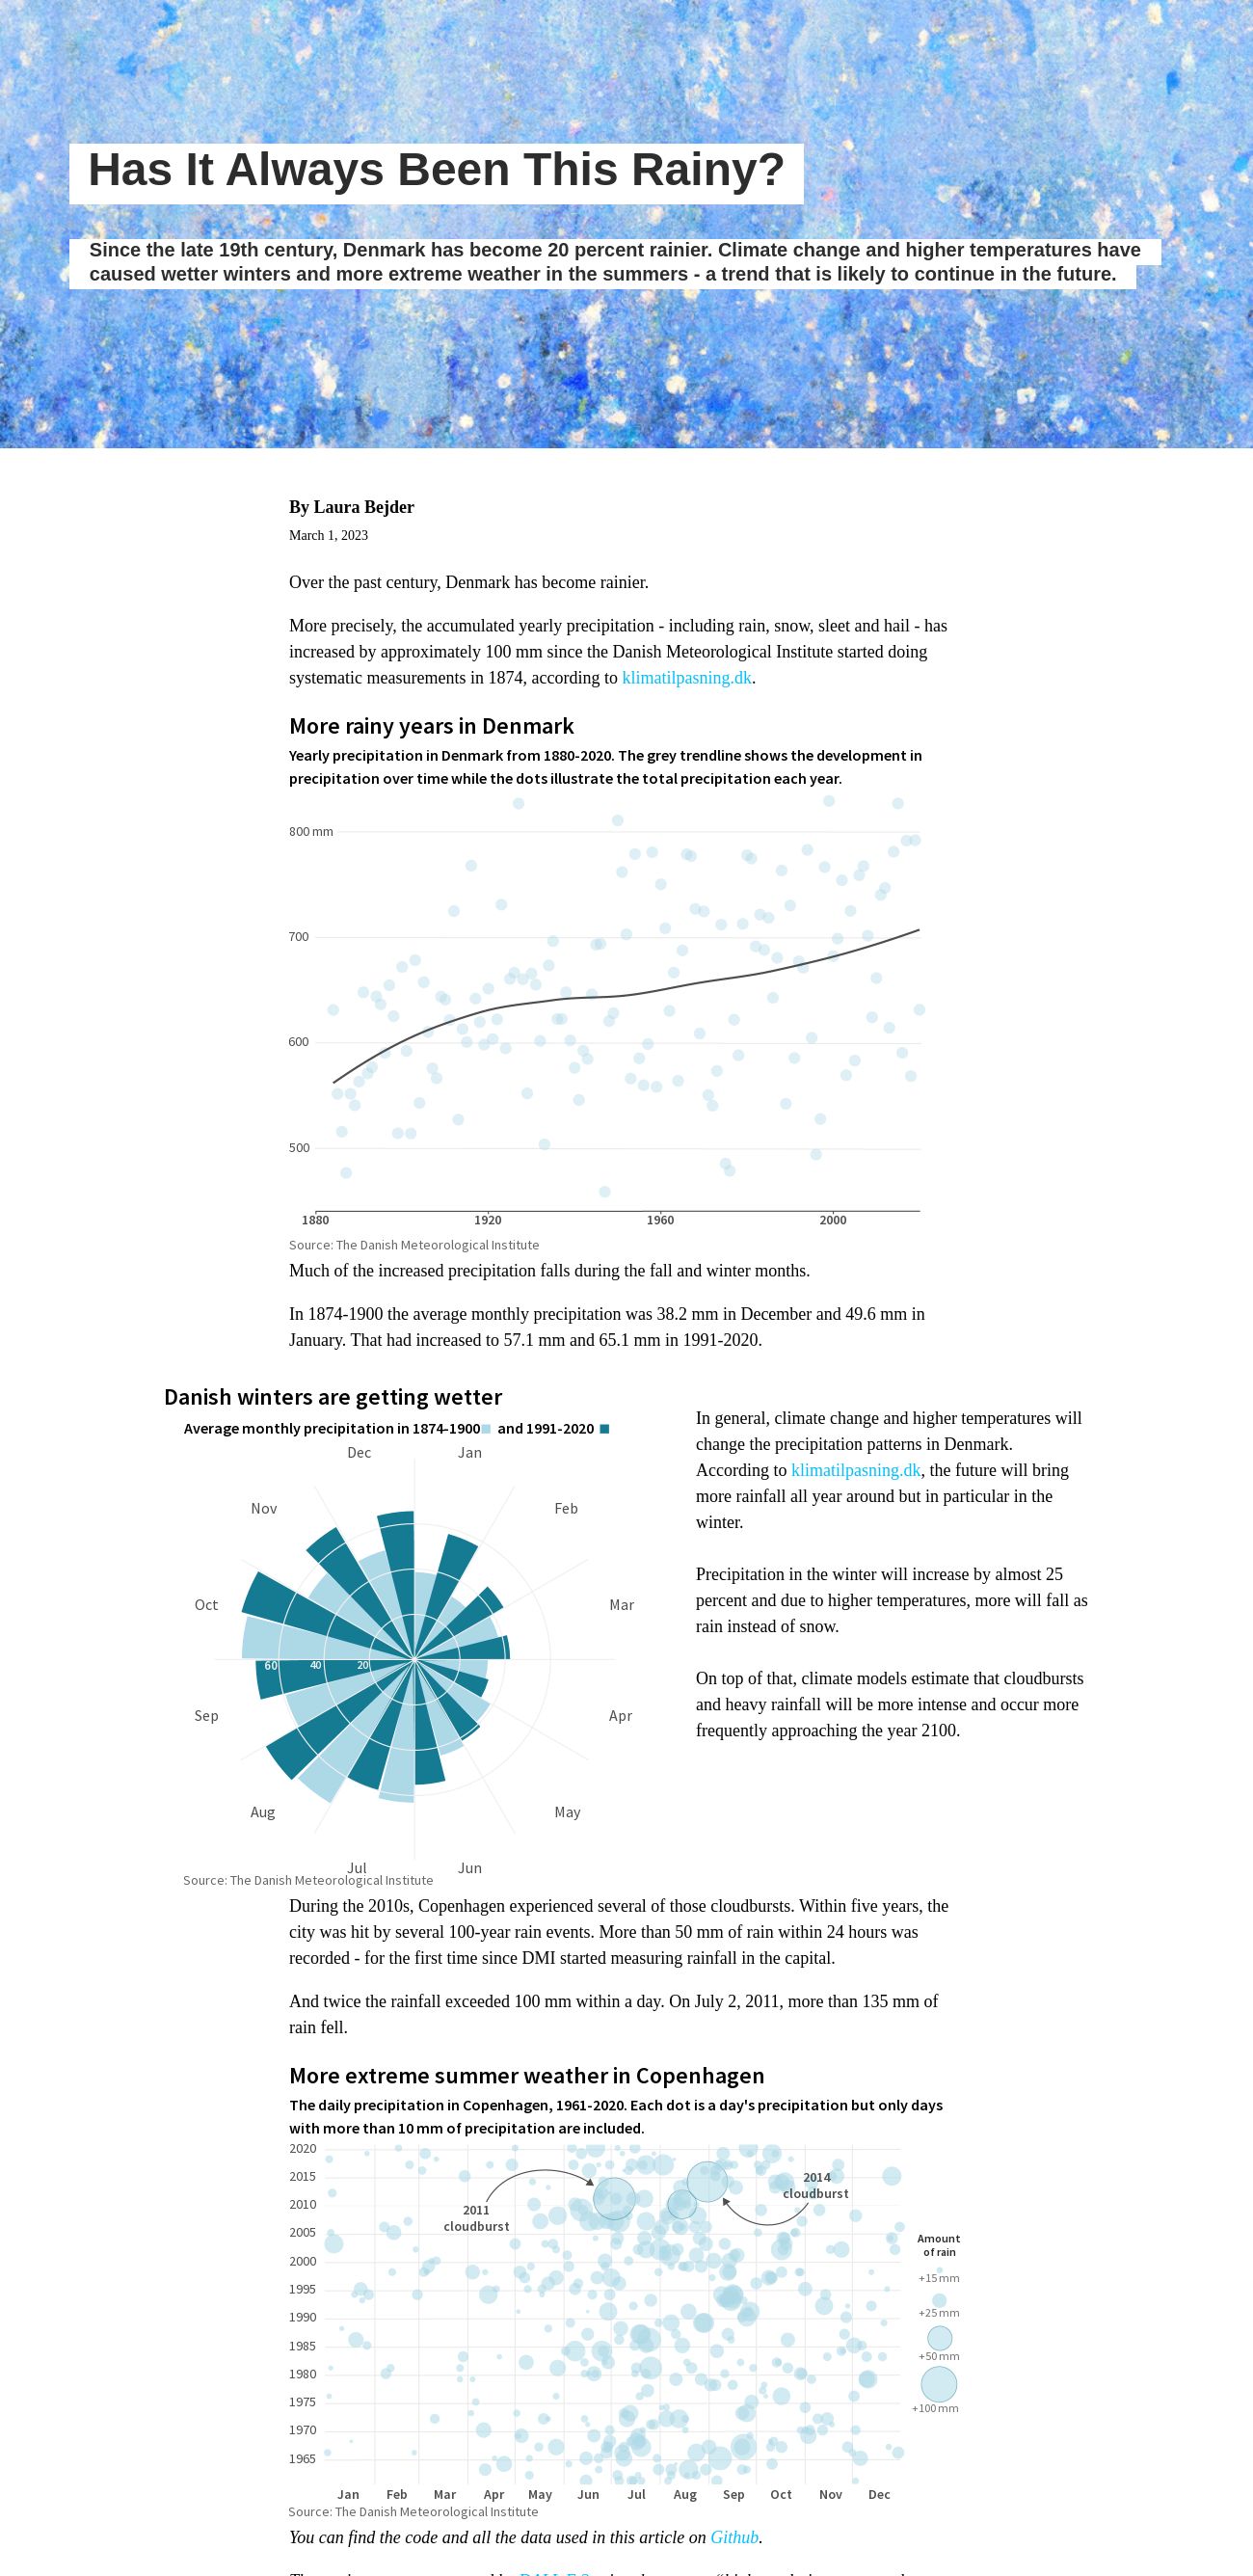 Has It Always Been This Rainy?
Since the late 19th century, Denmark has become 20 percent rainier. Climate change and higher temperatures have
caused wetter winters and more extreme weather in the summers - a trend that is likely to continue in the future.
By Laura Bejder
March 1, 2023
Over the past century, Denmark has become rainier.
More precisely, the accumulated yearly precipitation - including rain, snow, sleet and hail - has
increased by approximately 100 mm since the Danish Meteorological Institute started doing
systematic measurements in 1874, according to klimatilpasning.dk.
More rainy years in Denmark
Yearly precipitation in Denmark from 1880-2020. The grey trendline shows the development in
precipitation over time while the dots illustrate the total precipitation each year.
800 mm
700
600
500
1880 1920 1960 2000
Source: The Danish Meteorological Institute
Much of the increased precipitation falls during the fall and winter months.
In 1874-1900 the average monthly precipitation was 38.2 mm in December and 49.6 mm in
January. That had increased to 57.1 mm and 65.1 mm in 1991-2020.
Danish winters are getting wetter
Average monthly precipitation in 1874-1900 and 1991-2020
Dec Jan
Nov Feb
Oct Mar
60 40 20
Sep Apr
Aug May
Jul Jun
Source: The Danish Meteorological Institute
In general, climate change and higher temperatures will
change the precipitation patterns in Denmark.
According to klimatilpasning.dk, the future will bring
more rainfall all year around but in particular in the
winter.
Precipitation in the winter will increase by almost 25
percent and due to higher temperatures, more will fall as
rain instead of snow.
On top of that, climate models estimate that cloudbursts
and heavy rainfall will be more intense and occur more
frequently approaching the year 2100.
During the 2010s, Copenhagen experienced several of those cloudbursts. Within five years, the
city was hit by several 100-year rain events. More than 50 mm of rain within 24 hours was
recorded - for the first time since DMI started measuring rainfall in the capital.
And twice the rainfall exceeded 100 mm within a day. On July 2, 2011, more than 135 mm of
rain fell.
More extreme summer weather in Copenhagen
The daily precipitation in Copenhagen, 1961-2020. Each dot is a day's precipitation but only days
with more than 10 mm of precipitation are included.
2020
2015
2010
2005
2000
1995
1990
1985
1980
1975
1970
1965
2011
cloudburst
2014
cloudburst
Amount
of rain
+15 mm
+25 mm
+50 mm
+100 mm
Jan Feb Mar Apr May Jun Jul Aug Sep Oct Nov Dec
Source: The Danish Meteorological Institute
You can find the code and all the data used in this article on Github.